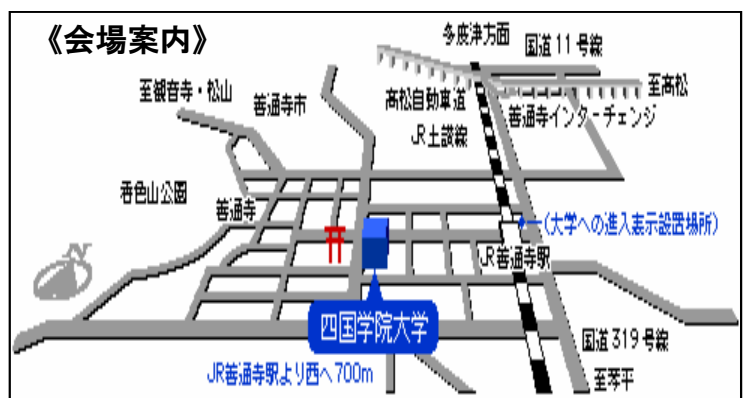 《会場案内》
多度津方面
国道11号線
至観音寺・松山
善通寺市
高松自動車道
至高松
善通寺インターチェンジ
JR土讃線
香色山公園
善通寺
(大学への進入表示設置場所)
N
JR善通寺駅
四国学院大学
国道319号線
JR善通寺駅より西へ700m
至琴平